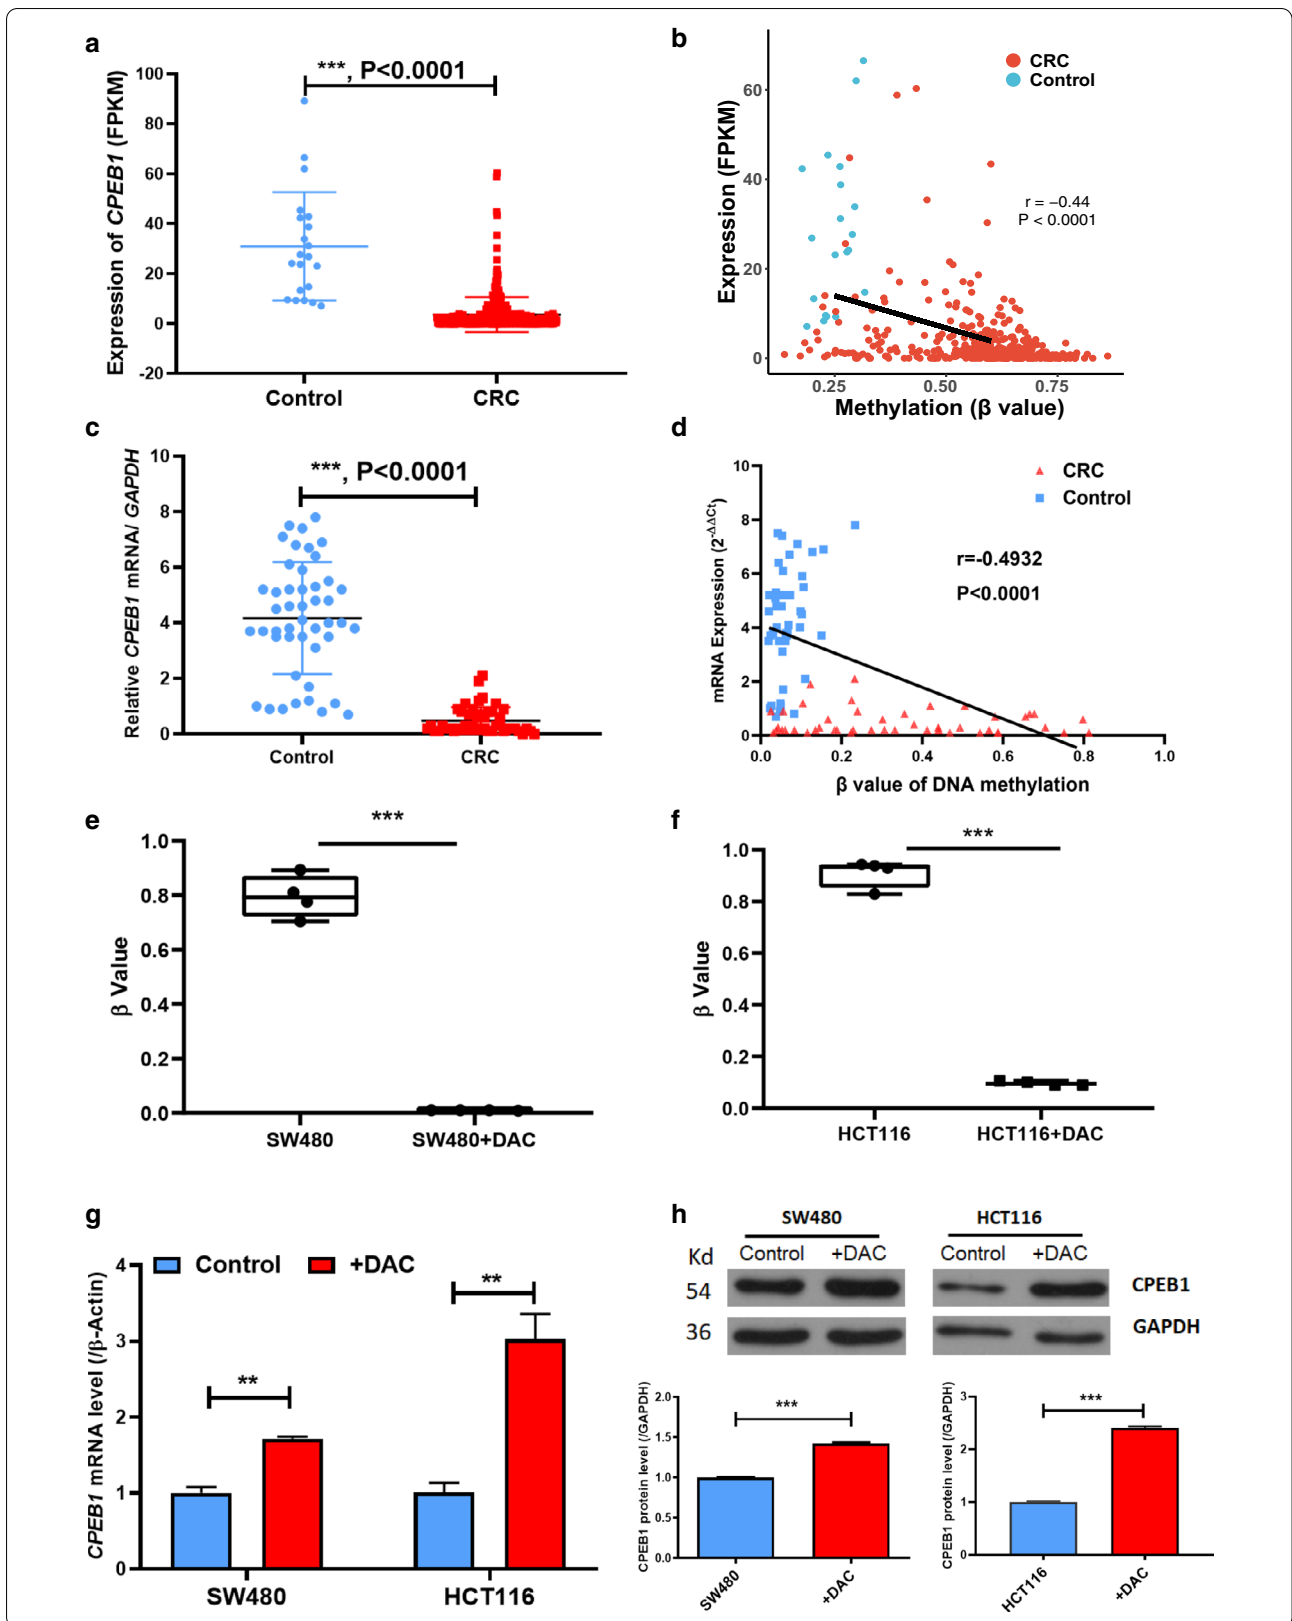 a
***, P<0.0001
Expression of CPEB1 (FPKM)
100
80
60
40
20
0
-20
Control
CRC
b
CRC
Control
Expression (FPKM)
60
40
20
0
r = −0.44
P < 0.0001
0.25
0.50
0.75
Methylation (β value)
c
***, P<0.0001
Relative CPEB1 mRNA/ GAPDH
10
8
6
4
2
0
Control
CRC
d
CRC
Control
mRNA Expression (2-ΔΔCt)
10
8
6
4
2
0
r=-0.4932
P<0.0001
0.0
0.2
0.4
0.6
0.8
1.0
β value of DNA methylation
e
***
β Value
1.0
0.8
0.6
0.4
0.2
0.0
SW480
SW480+DAC
f
***
β Value
1.0
0.8
0.6
0.4
0.2
0.0
HCT116
HCT116+DAC
g
Control
+DAC
CPEB1 mRNA level (/β-Actin)
4
3
2
1
0
**
**
SW480
HCT116
h
SW480
HCT116
Kd
Control
+DAC
Control
+DAC
54
CPEB1
36
GAPDH
CPEB1 protein level (/GAPDH)
2.0
1.5
1.0
0.5
0.0
***
SW480
+DAC
CPEB1 protein level (/GAPDH)
3
2
1
0
***
HCT116
+DAC